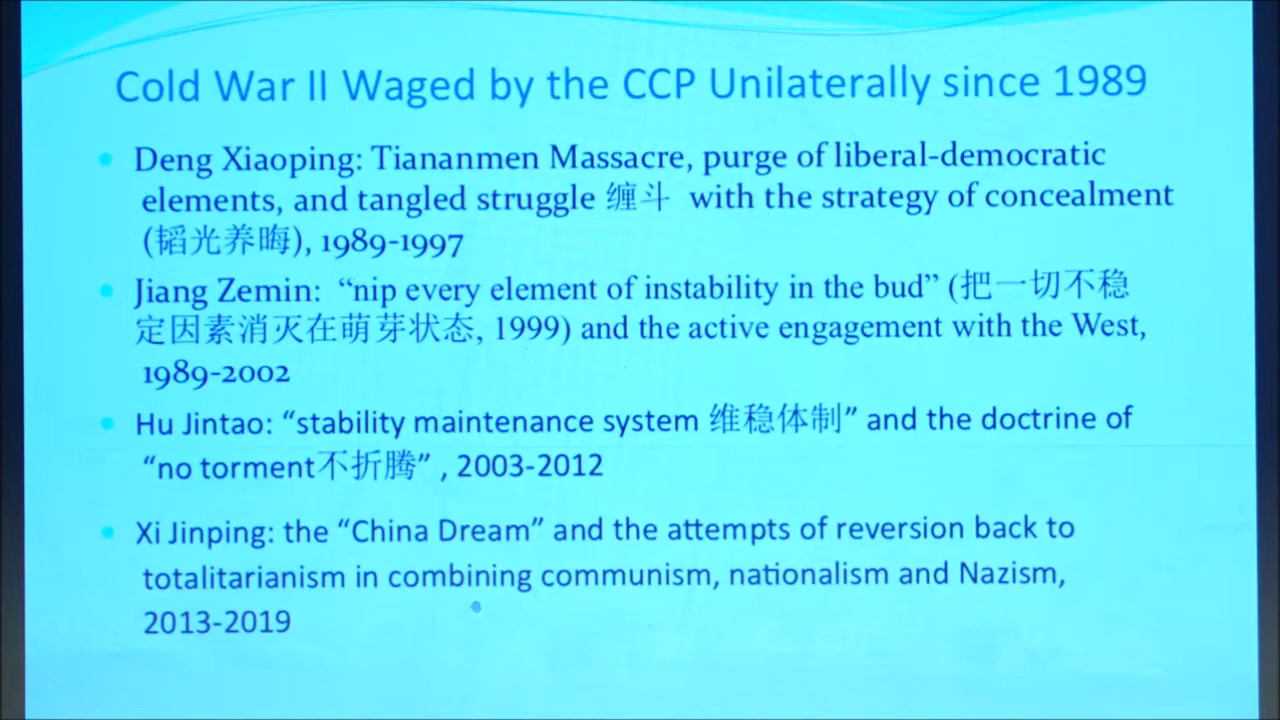 Cold War II Waged by the CCP Unilaterally since 1989
Deng Xiaoping: Tiananmen Massacre, purge of liberal-democratic
elements, and tangled struggle 缠斗 with the strategy of concealment
(韬光养晦), 1989-1997
Jiang Zemin: “nip every element of instability in the bud” (把一切不稳
定因素消灭在萌芽状态, 1999) and the active engagement with the West,
1989-2002
Hu Jintao: “stability maintenance system 维稳体制” and the doctrine of
“no torment不折腾” , 2003-2012
Xi Jinping: the “China Dream” and the attempts of reversion back to
totalitarianism in combining communism, nationalism and Nazism,
2013-2019